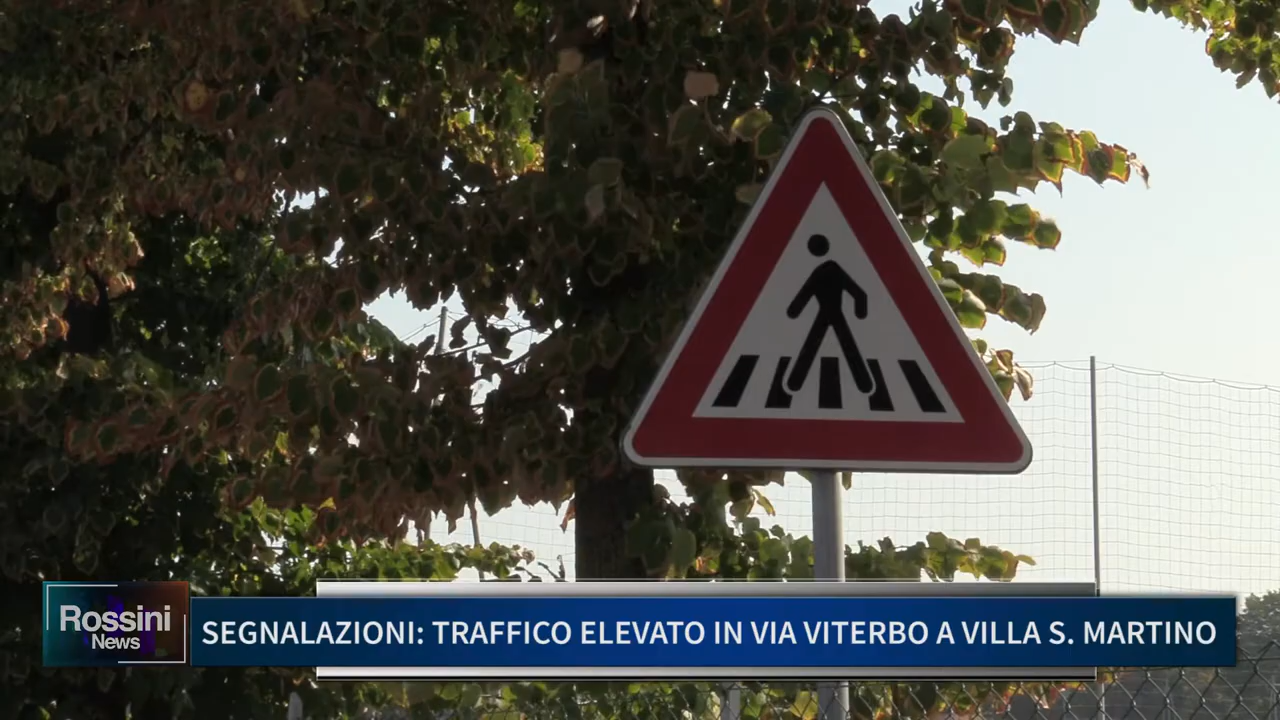 Rossini
News
SEGNALAZIONI: TRAFFICO ELEVATO IN VIA VITERBO A VILLA S. MARTINO